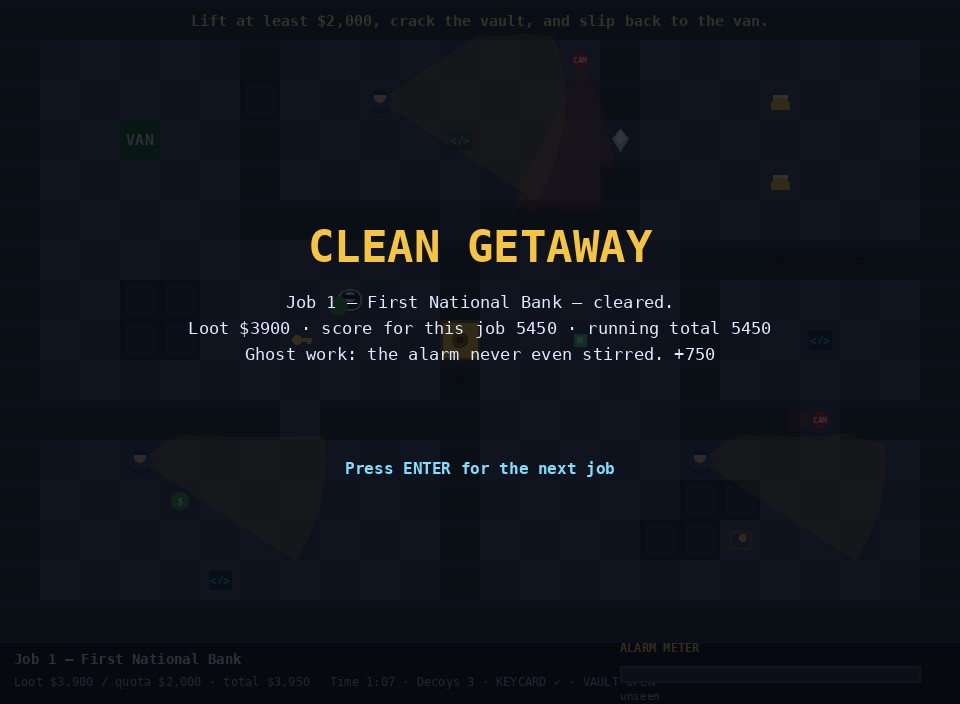 Lift at least $2,000, crack the vault, and slip back to the van.
CAM
VAN
</>
CLEAN GETAWAY
Job 1 — First National Bank — cleared.
Loot $3900 · score for this job 5450 · running total 5450
Ghost work: the alarm never even stirred. +750
</>
CAM
Press ENTER for the next job
$
</>
ALARM METER
Job 1 — First National Bank
Loot $3,900 / quota $2,000 · total $3,950 Time 1:07 · Decoys 3 · KEYCARD ✓ · VAULT OPEN
unseen